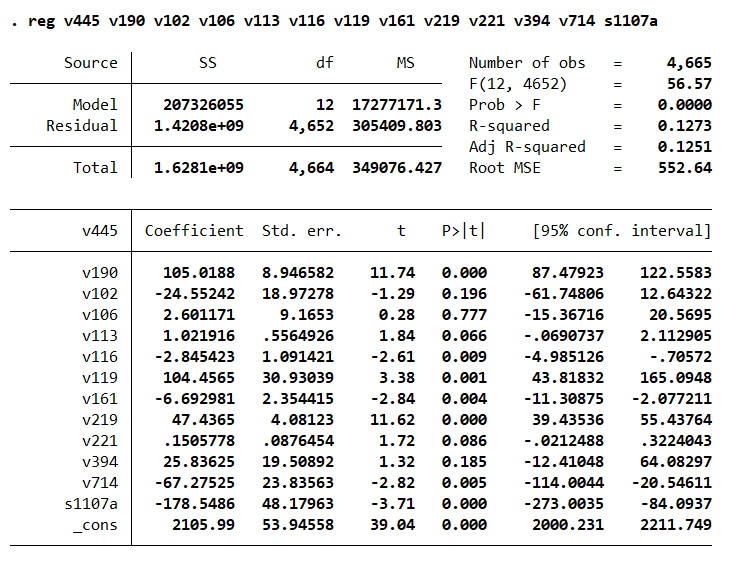 . reg v445 v190 v102 v106 v113 v116 v119 v161 v219 v221 v394 v714 s1107a
Source SS df MS Number of obs = 4,665
F(12, 4652) = 56.57
Model 207326055 12 17277171.3 Prob > F = 0.0000
Residual 1.4208e+09 4,652 305409.803 R-squared = 0.1273
Adj R-squared = 0.1251
Total 1.6281e+09 4,664 349076.427 Root MSE = 552.64
v445 Coefficient Std. err. t P>|t| [95% conf. interval]
v190 105.0188 8.946582 11.74 0.000 87.47923 122.5583
v102 -24.55242 18.97278 -1.29 0.196 -61.74806 12.64322
v106 2.601171 9.1653 0.28 0.777 -15.36716 20.5695
v113 1.021916 .5564926 1.84 0.066 -.0690737 2.112905
v116 -2.845423 1.091421 -2.61 0.009 -4.985126 -.70572
v119 104.4565 30.93039 3.38 0.001 43.81832 165.0948
v161 -6.692981 2.354415 -2.84 0.004 -11.30875 -2.077211
v219 47.4365 4.08123 11.62 0.000 39.43536 55.43764
v221 .1505778 .0876454 1.72 0.086 -.0212488 .3224043
v394 25.83625 19.50892 1.32 0.185 -12.41048 64.08297
v714 -67.27525 23.83563 -2.82 0.005 -114.0044 -20.54611
s1107a -178.5486 48.17963 -3.71 0.000 -273.0035 -84.0937
_cons 2105.99 53.94558 39.04 0.000 2000.231 2211.749